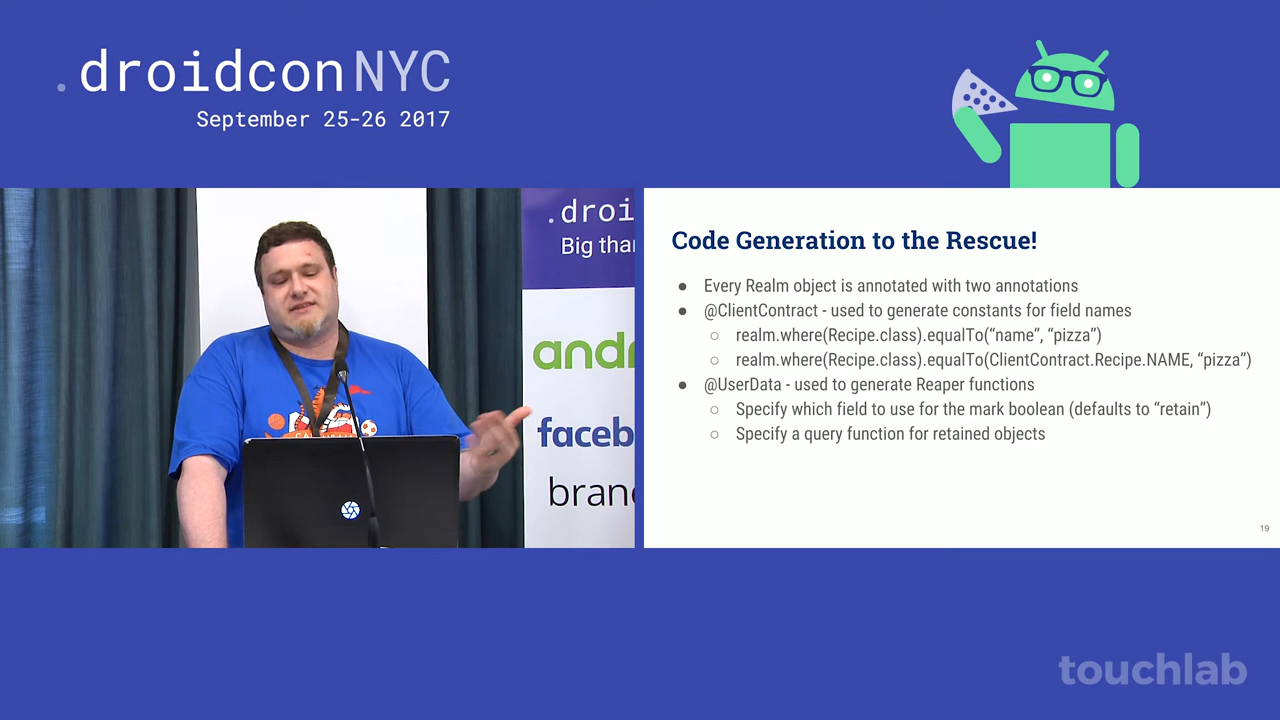 .droidconNYC
September 25-26 2017
.droi
Big than
andr
faceb
Code Generation to the Rescue!
● Every Realm object is annotated with two annotations
● @ClientContract - used to generate constants for field names
○ realm.where(Recipe.class).equalTo(“name”, “pizza”)
○ realm.where(Recipe.class).equalTo(ClientContract.Recipe.NAME, “pizza”)
● @UserData - used to generate Reaper functions
○ Specify which field to use for the mark boolean (defaults to “retain”)
○ Specify a query function for retained objects
19
touchlab